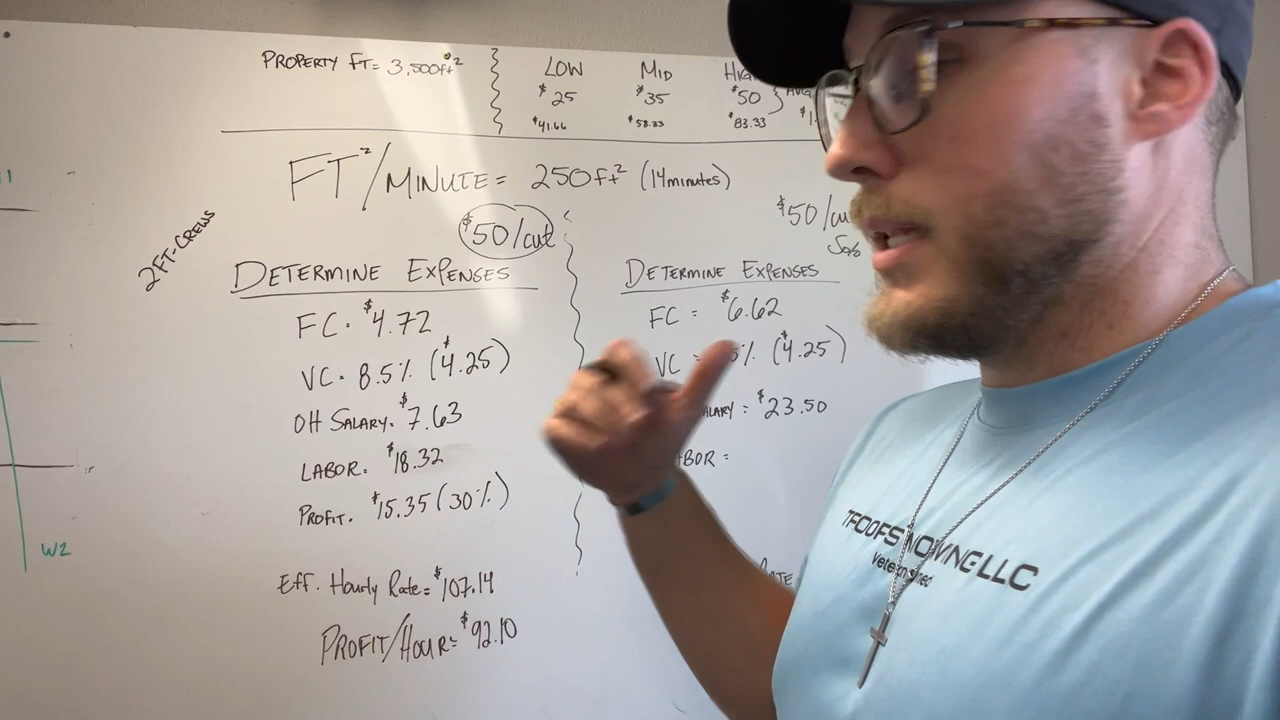 PROPERTY FT= 3,500ft²
LOW MID
$25 $35 $50
$41.66 $58.33 $83.33
FT²/MINUTE = 250ft² (14 minutes)
2FT-CREWS
$50/cut
DETERMINE EXPENSES
FC. $4.72
VC. 8.5% ($4.25)
OH SALARY. $7.63
LABOR. $18.32
PROFIT. $15.35 (30%)
Eff. Hourly Rate = $107.14
PROFIT/HOUR = $92.10
$50/
Solo
DETERMINE EXPENSES
FC = $6.62
VC % ($4.25)
= $23.50
W2